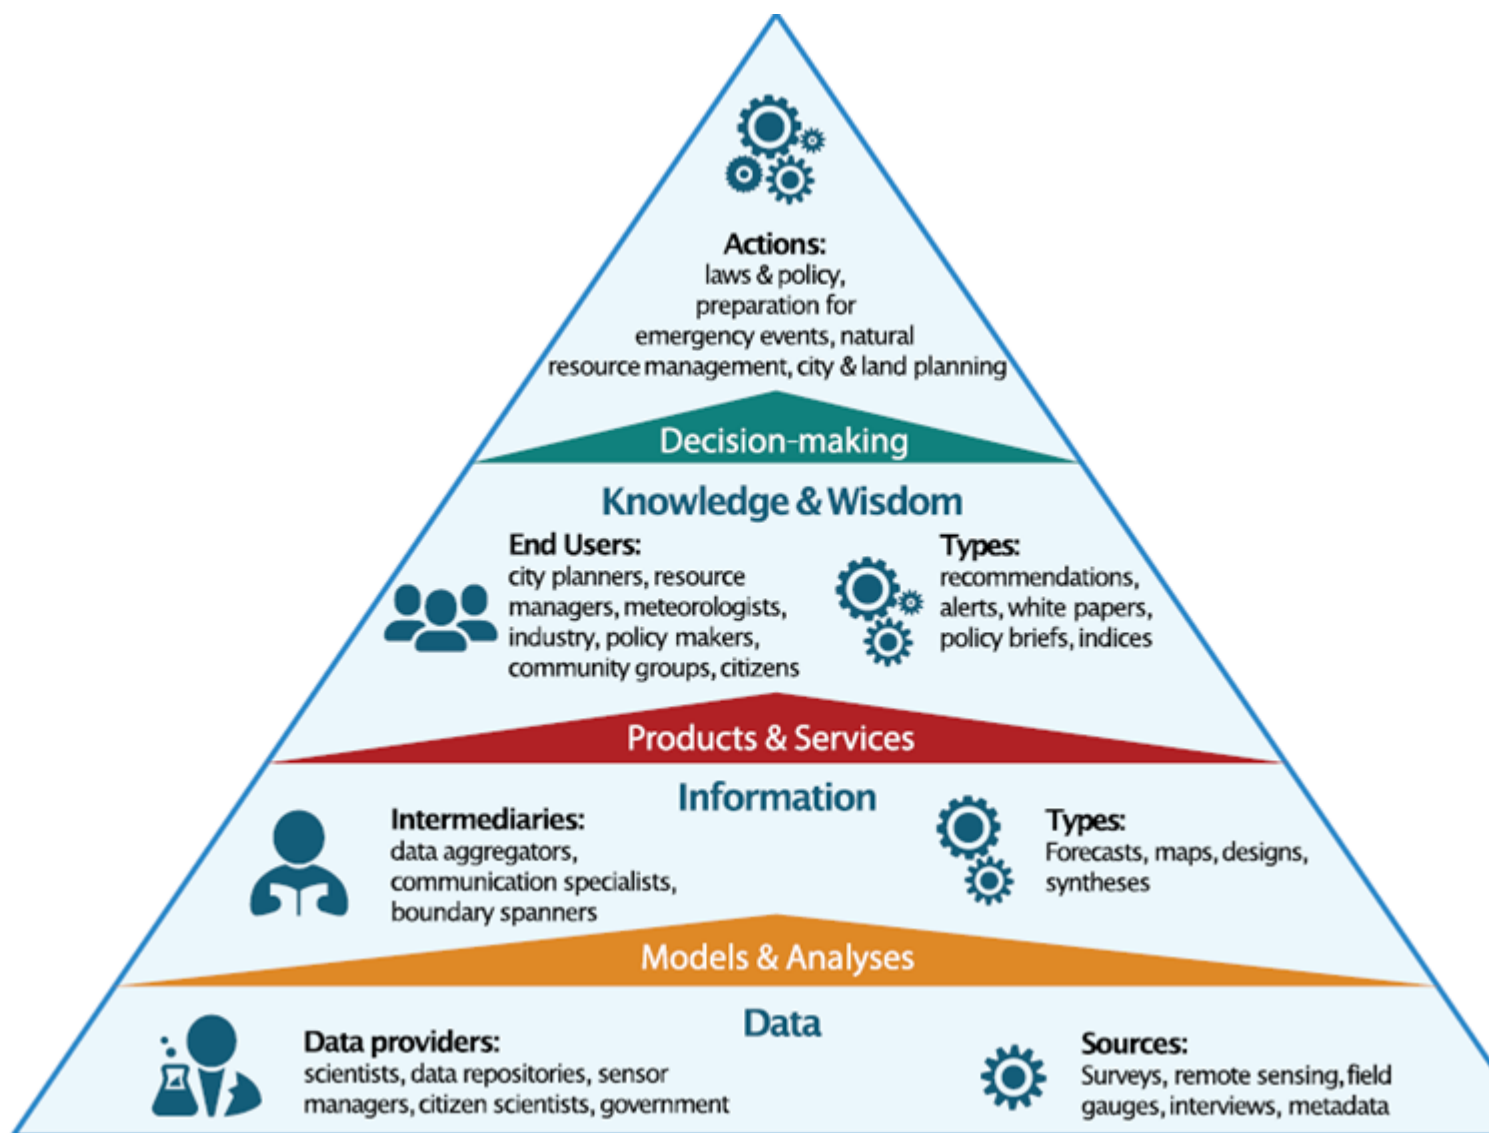 Actions:
laws & policy,
preparation for
emergency events, natural
resource management, city & land planning
Decision-making
Knowledge & Wisdom
End Users:
city planners, resource
managers, meteorologists,
industry, policy makers,
community groups, citizens
Types:
recommendations,
alerts, white papers,
policy briefs, indices
Products & Services
Information
Intermediaries:
data aggregators,
communication specialists,
boundary spanners
Types:
Forecasts, maps, designs,
syntheses
Models & Analyses
Data
Data providers:
scientists, data repositories, sensor
managers, citizen scientists, government
Sources:
Surveys, remote sensing, field
gauges, interviews, metadata